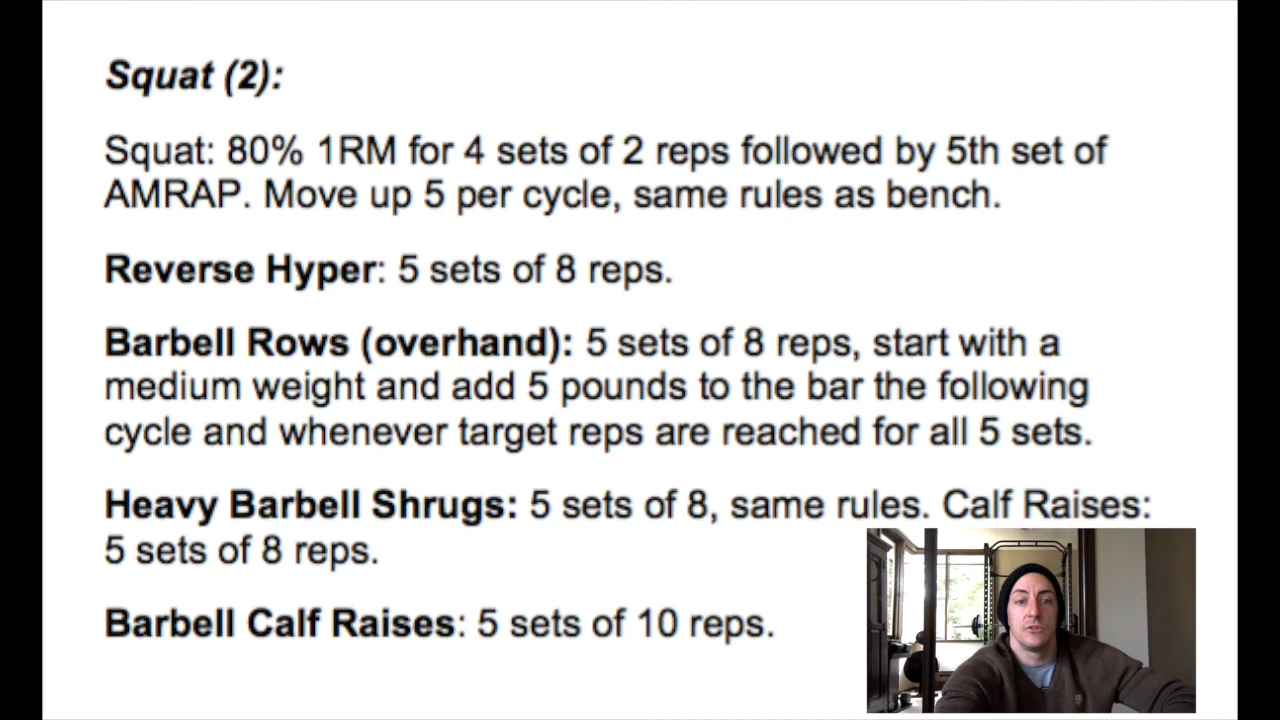 Squat (2):
Squat: 80% 1RM for 4 sets of 2 reps followed by 5th set of
AMRAP. Move up 5 per cycle, same rules as bench.
Reverse Hyper: 5 sets of 8 reps.
Barbell Rows (overhand): 5 sets of 8 reps, start with a
medium weight and add 5 pounds to the bar the following
cycle and whenever target reps are reached for all 5 sets.
Heavy Barbell Shrugs: 5 sets of 8, same rules. Calf Raises:
5 sets of 8 reps.
Barbell Calf Raises: 5 sets of 10 reps.